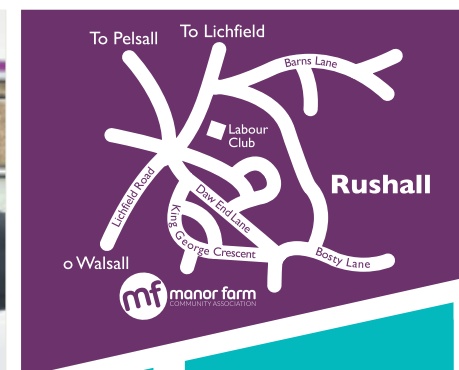 To Pelsall
To Lichfield
Barns Lane
Labour
Club
Rushall
Lichfield Road
Daw End Lane
King George Crescent
Bosty Lane
o Walsall
mf manor farm
COMMUNITY ASSOCIATION